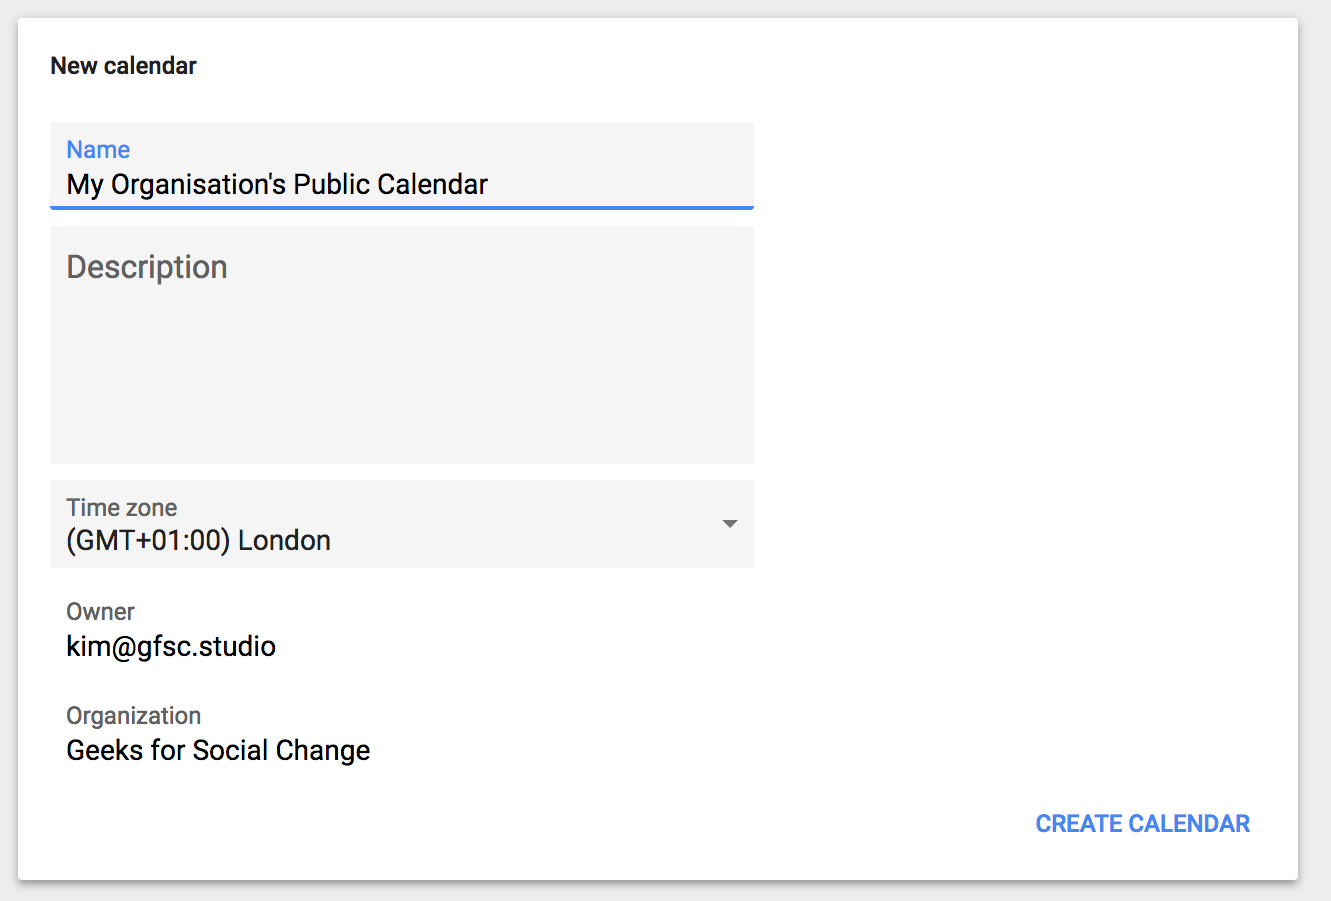 New calendar
Name
My Organisation's Public Calendar
Description
Time zone
(GMT+01:00) London
Owner
kim@gfsc.studio
Organization
Geeks for Social Change
CREATE CALENDAR